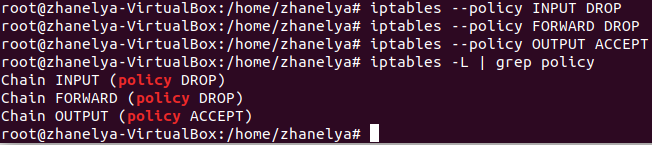 root@zhanelya-VirtualBox:/home/zhanelya# iptables --policy INPUT DROP
root@zhanelya-VirtualBox:/home/zhanelya# iptables --policy FORWARD DROP
root@zhanelya-VirtualBox:/home/zhanelya# iptables --policy OUTPUT ACCEPT
root@zhanelya-VirtualBox:/home/zhanelya# iptables -L | grep policy
Chain INPUT (policy DROP)
Chain FORWARD (policy DROP)
Chain OUTPUT (policy ACCEPT)
root@zhanelya-VirtualBox:/home/zhanelya#